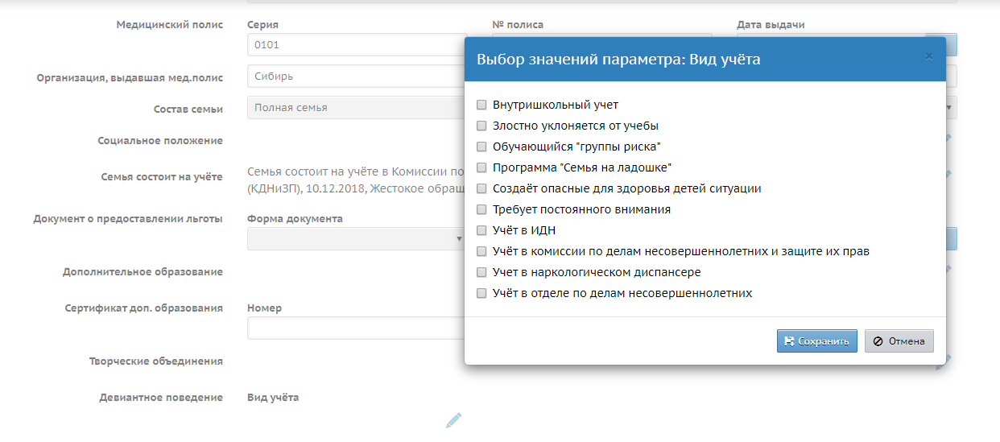 Медицинский полис
Серия
№ полиса
Дата выдачи
0101
Организация, выдавшая мед.полис
Сибирь
Состав семьи
Полная семья
Социальное положение
Семья состоит на учёте
Семья состоит на учёте в Комиссии по
(КДНиЗП), 10.12.2018, Жестокое
Документ о предоставлении льготы
Форма документа
Дополнительное образование
Сертификат доп. образования
Номер
Творческие объединения
Девиантное поведение
Вид учёта
Выбор значений параметра: Вид учёта
×
Внутришкольный учет
Злостно уклоняется от учебы
Обучающийся "группы риска"
Программа "Семья на ладошке"
Создаёт опасные для здоровья детей ситуации
Требует постоянного внимания
Учёт в ИДН
Учёт в комиссии по делам несовершеннолетних и защите их прав
Учет в наркологическом диспансере
Учёт в отделе по делам несовершеннолетних
Сохранить
Отмена